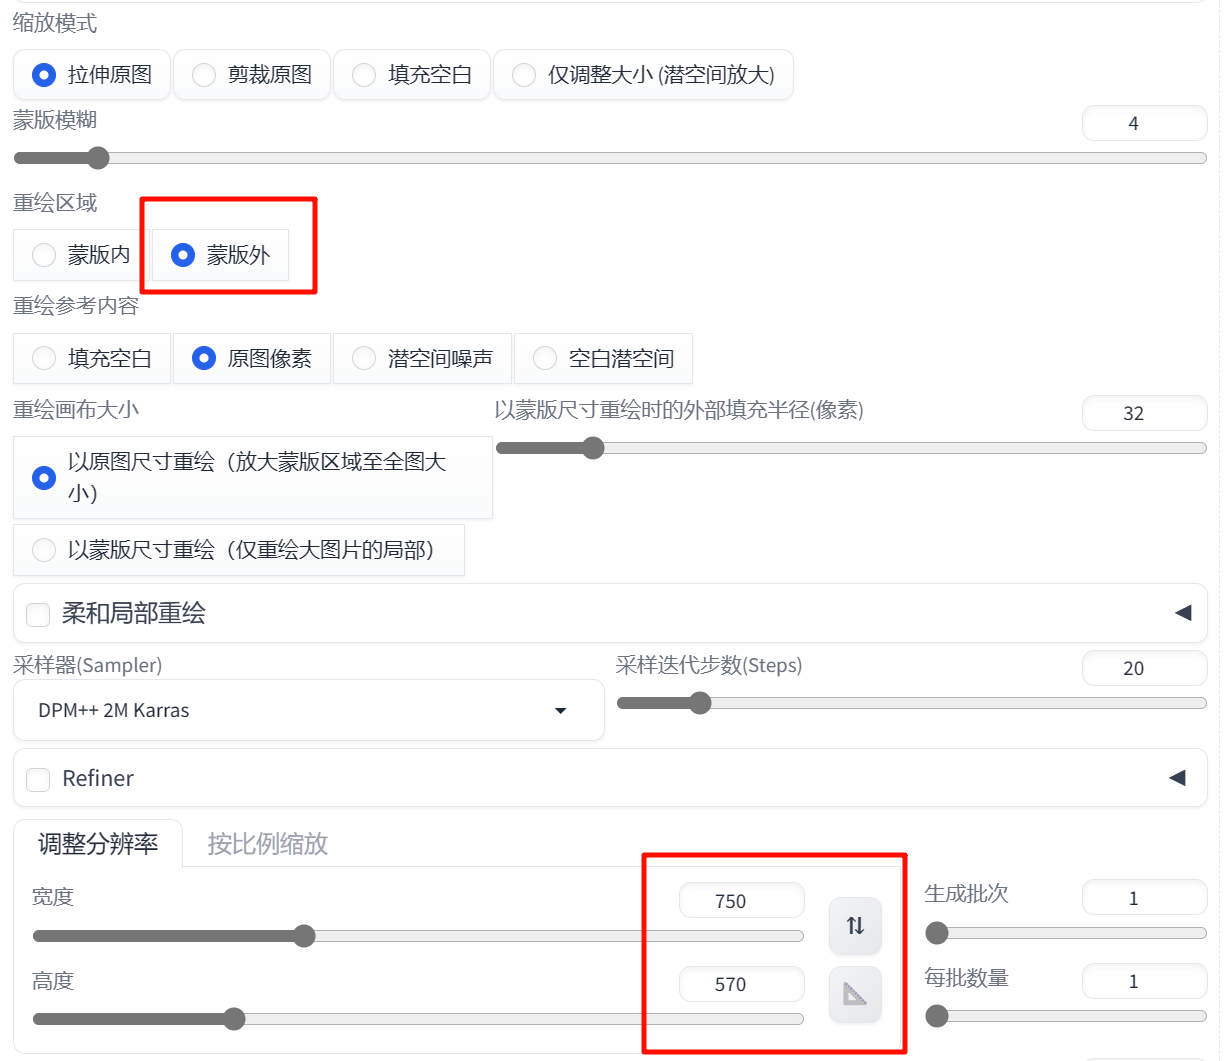 缩放模式
拉伸原图 剪裁原图 填充空白 仅调整大小 (潜空间放大)
蒙版模糊 4
重绘区域
蒙版内 蒙版外
重绘参考内容
填充空白 原图像素 潜空间噪声 空白潜空间
重绘画布大小 以蒙版尺寸重绘时的外部填充半径(像素) 32
以原图尺寸重绘（放大蒙版区域至全图大
小）
以蒙版尺寸重绘（仅重绘大图片的局部）
柔和局部重绘
采样器(Sampler) 采样迭代步数(Steps) 20
DPM++ 2M Karras
Refiner
调整分辨率 按比例缩放
宽度 750 生成批次 1
高度 570 每批数量 1